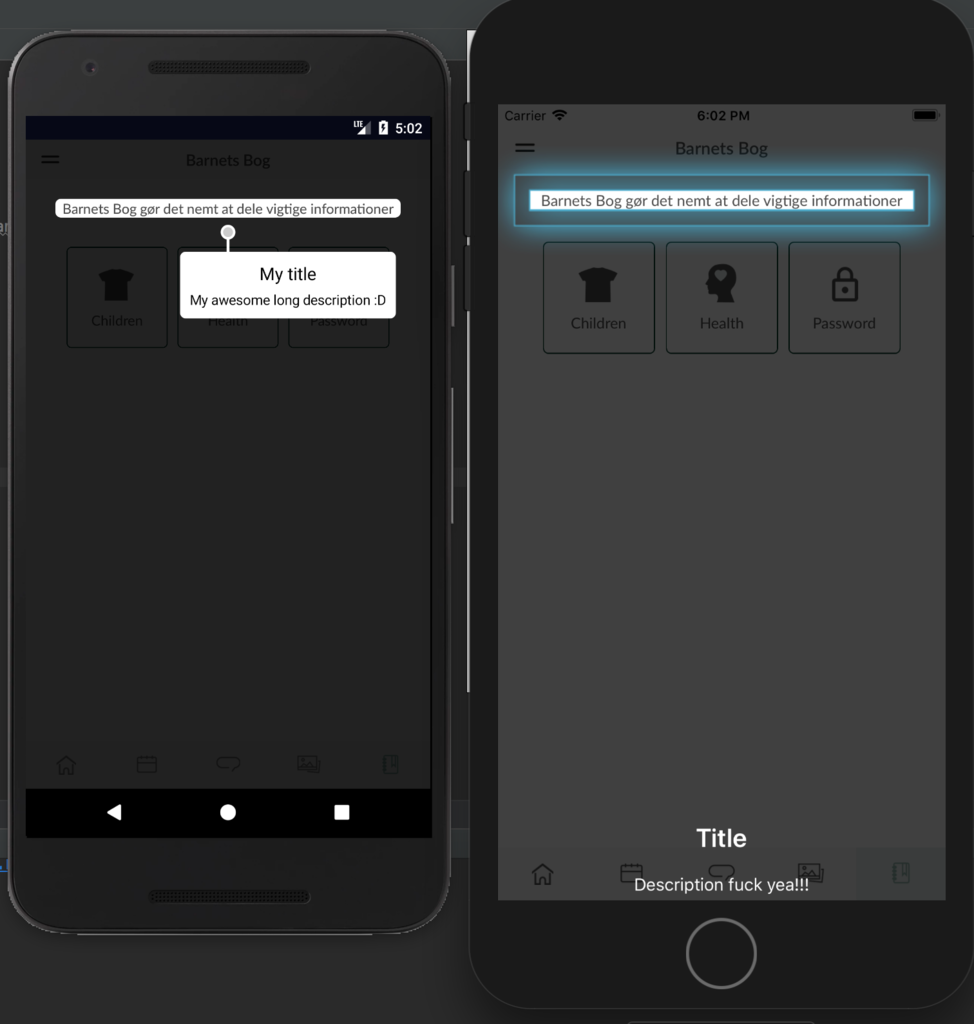 LTE 5:02
Barnets Bog
Barnets Bog gør det nemt at dele vigtige informationer
My title
My awesome long description :D
Children
Health
Password
Carrier 6:02 PM
Barnets Bog
Barnets Bog gør det nemt at dele vigtige informationer
Children
Health
Password
Title
Description fuck yea!!!